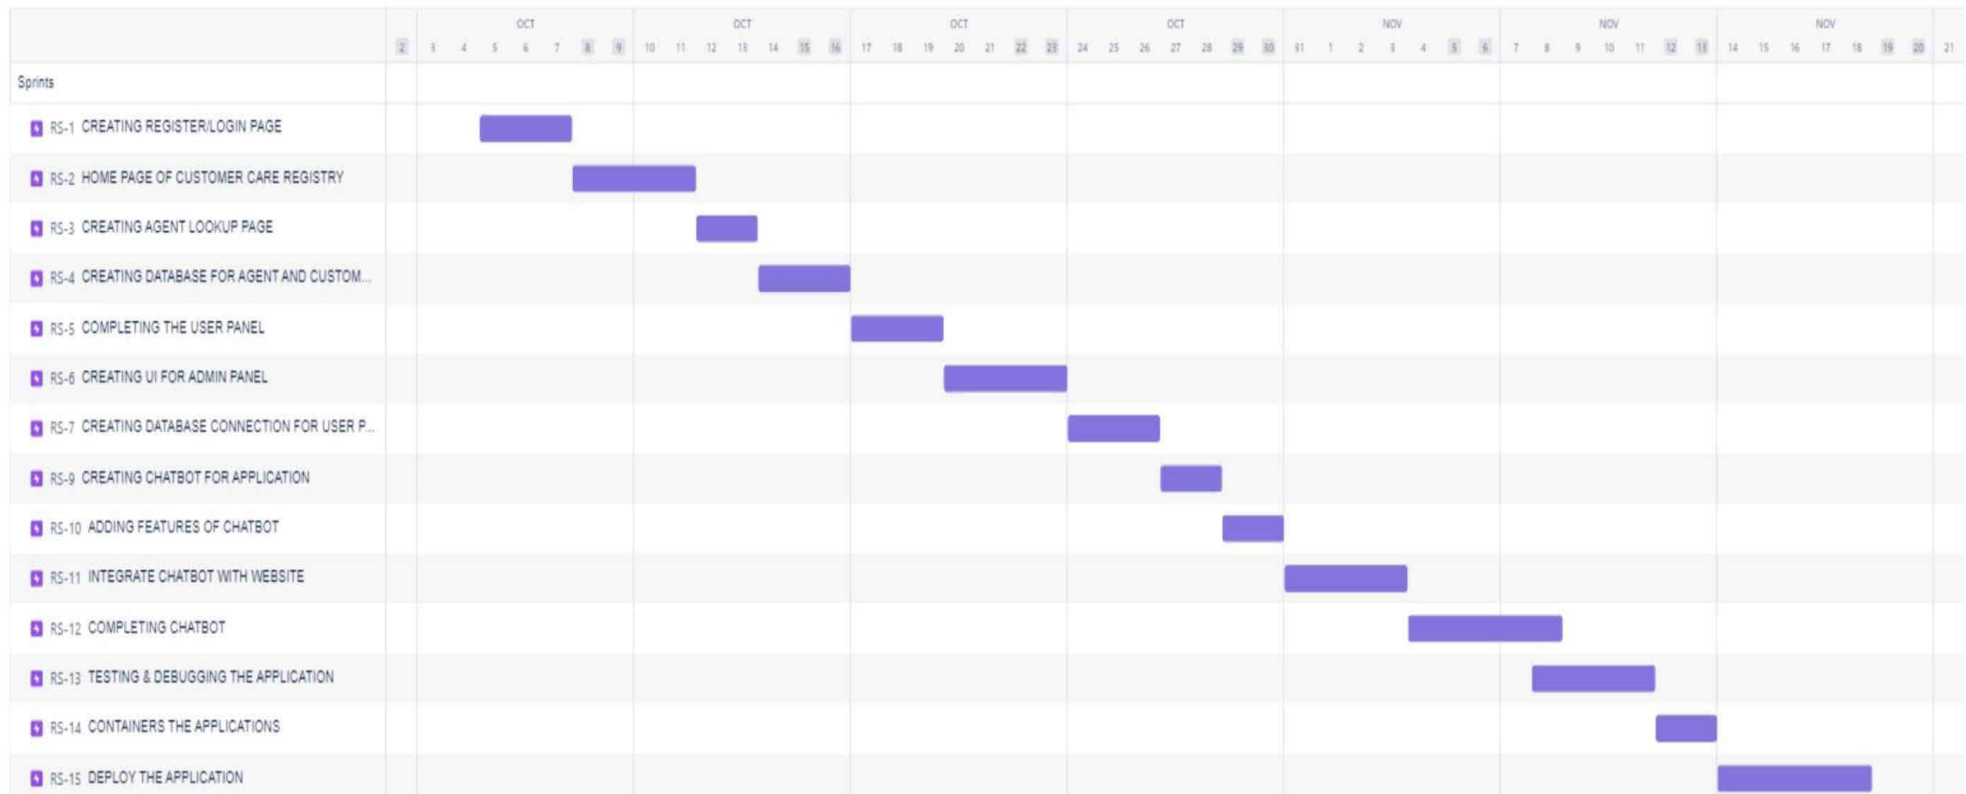 OCT OCT OCT OCT NOV NOV NOV
2 3 4 5 6 7 8 9 10 11 12 13 14 15 16 17 18 19 20 21 22 23 24 25 26 27 28 29 30 31 1 2 3 4 5 6 7 8 9 10 11 12 13 14 15 16 17 18 19 20 21
Sprints
RS-1 CREATING REGISTER/LOGIN PAGE
RS-2 HOME PAGE OF CUSTOMER CARE REGISTRY
RS-3 CREATING AGENT LOOKUP PAGE
RS-4 CREATING DATABASE FOR AGENT AND CUSTOM...
RS-5 COMPLETING THE USER PANEL
RS-6 CREATING UI FOR ADMIN PANEL
RS-7 CREATING DATABASE CONNECTION FOR USER P...
RS-9 CREATING CHATBOT FOR APPLICATION
RS-10 ADDING FEATURES OF CHATBOT
RS-11 INTEGRATE CHATBOT WITH WEBSITE
RS-12 COMPLETING CHATBOT
RS-13 TESTING & DEBUGGING THE APPLICATION
RS-14 CONTAINERS THE APPLICATIONS
RS-15 DEPLOY THE APPLICATION